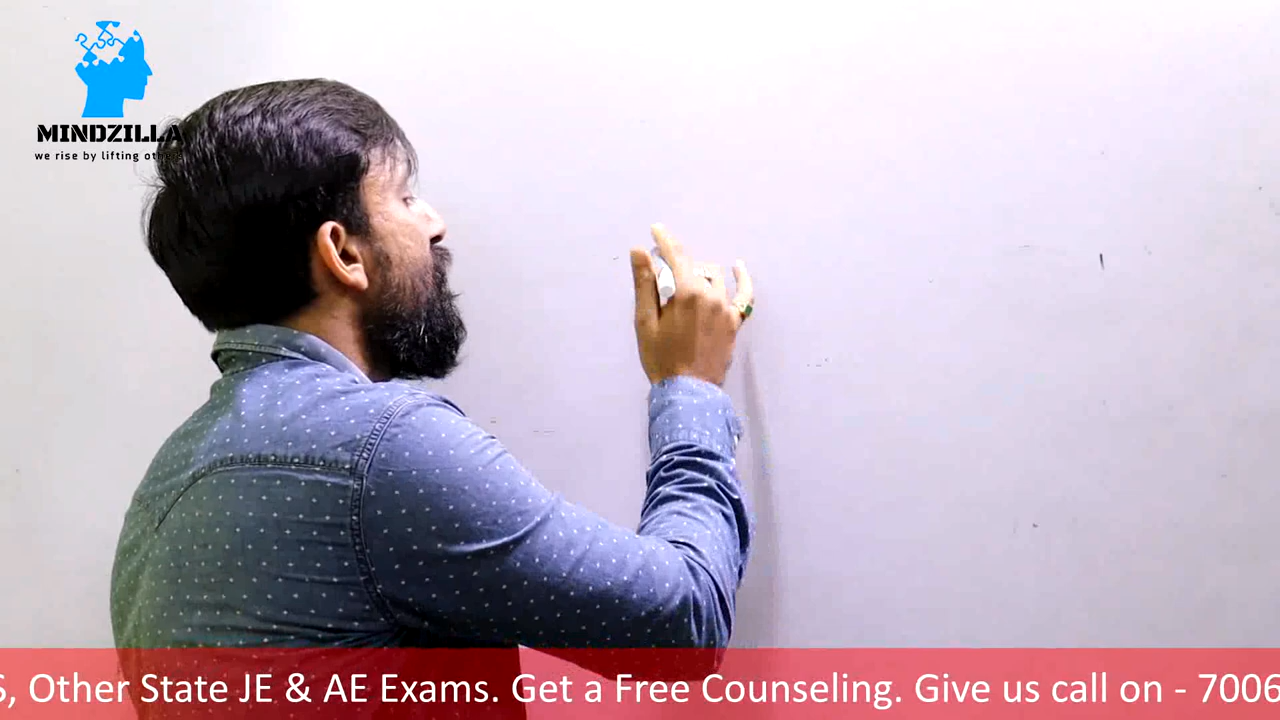 MINDZILLA
we rise by lifting others
S, Other State JE & AE Exams. Get a Free Counseling. Give us call on - 7006